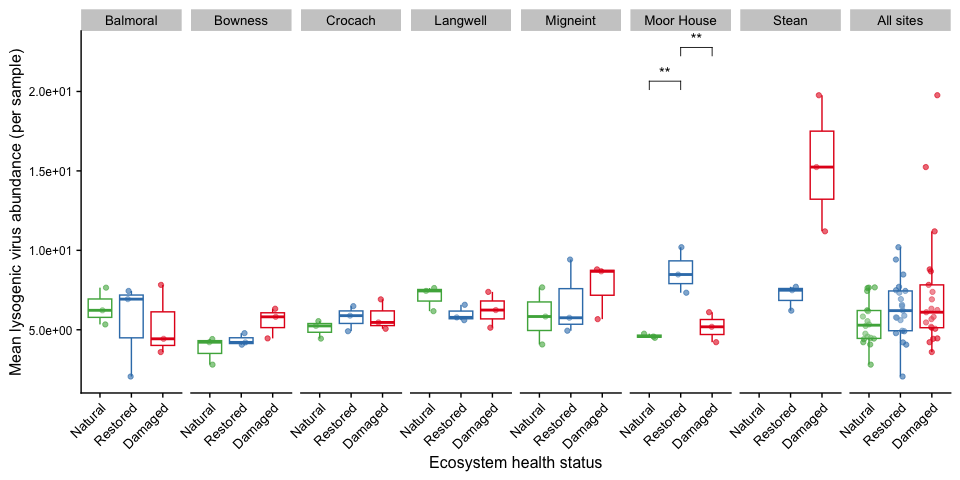 Balmoral Bowness Crocach Langwell Migneint Moor House Stean All sites
**
**
2.0e+01
1.5e+01
1.0e+01
5.0e+00
Mean lysogenic virus abundance (per sample)
Natural Restored Damaged Natural Restored Damaged Natural Restored Damaged Natural Restored Damaged Natural Restored Damaged Natural Restored Damaged Natural Restored Damaged Natural Restored Damaged
Ecosystem health status